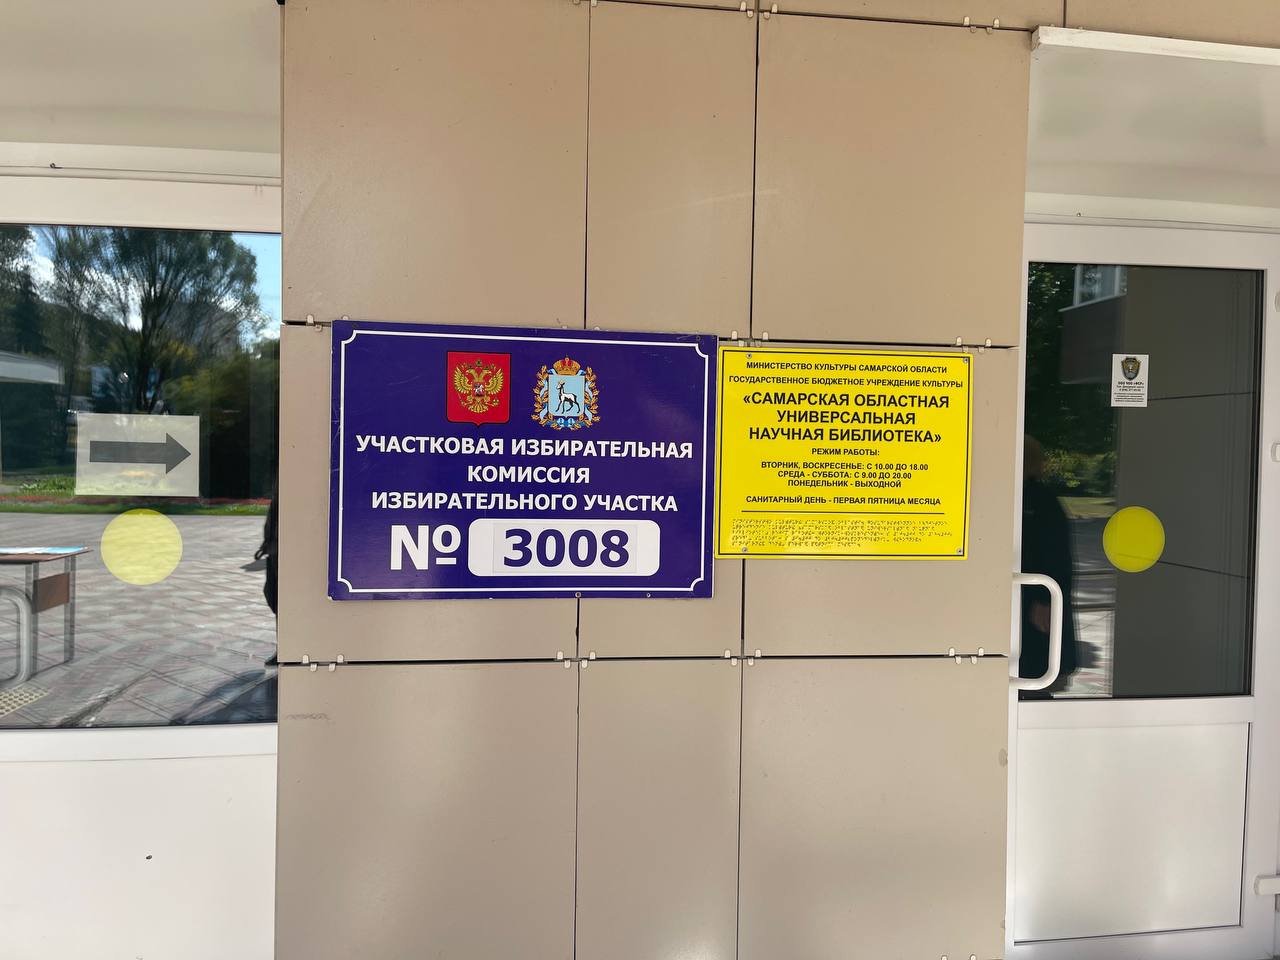 УЧАСТКОВАЯ ИЗБИРАТЕЛЬНАЯ
КОМИССИЯ
ИЗБИРАТЕЛЬНОГО УЧАСТКА
№ 3008
МИНИСТЕРСТВО КУЛЬТУРЫ САМАРСКОЙ ОБЛАСТИ
ГОСУДАРСТВЕННОЕ БЮДЖЕТНОЕ УЧРЕЖДЕНИЕ КУЛЬТУРЫ
«САМАРСКАЯ ОБЛАСТНАЯ
УНИВЕРСАЛЬНАЯ
НАУЧНАЯ БИБЛИОТЕКА»
РЕЖИМ РАБОТЫ:
ВТОРНИК, ВОСКРЕСЕНЬЕ: С 10.00 ДО 18.00
СРЕДА - СУББОТА: С 9.00 ДО 20.00
ПОНЕДЕЛЬНИК - ВЫХОДНОЙ
САНИТАРНЫЙ ДЕНЬ - ПЕРВАЯ ПЯТНИЦА МЕСЯЦА